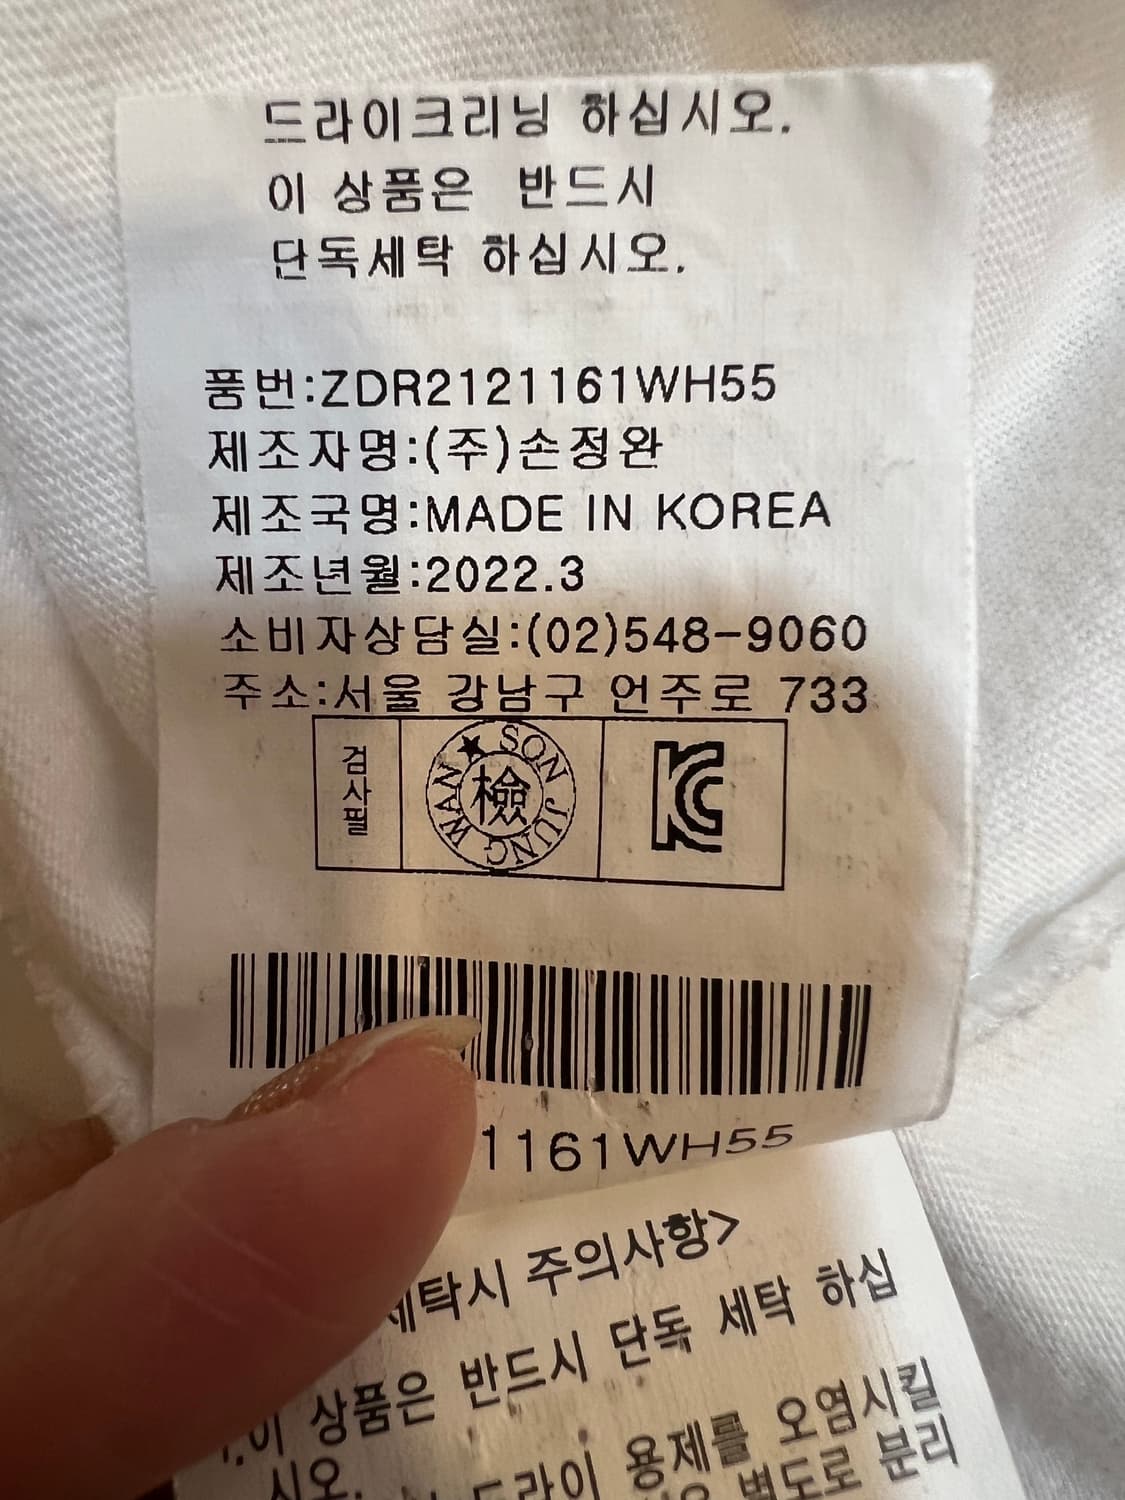 드라이크리닝 하십시오.
이 상품은 반드시
단독세탁 하십시오.
품번:ZDR2121161WH55
제조자명:(주)손정완
제조국명:MADE IN KOREA
제조년월:2022.3
소비자상담실:(02)548-9060
주소:서울 강남구 언주로 733
검사필
SON JUNG WAN
檢
1161WH55
세탁시 주의사항>
1.이 상품은 반드시 단독 세탁 하십
시오.
드라이 용제를 오염시킬
별도로 분리